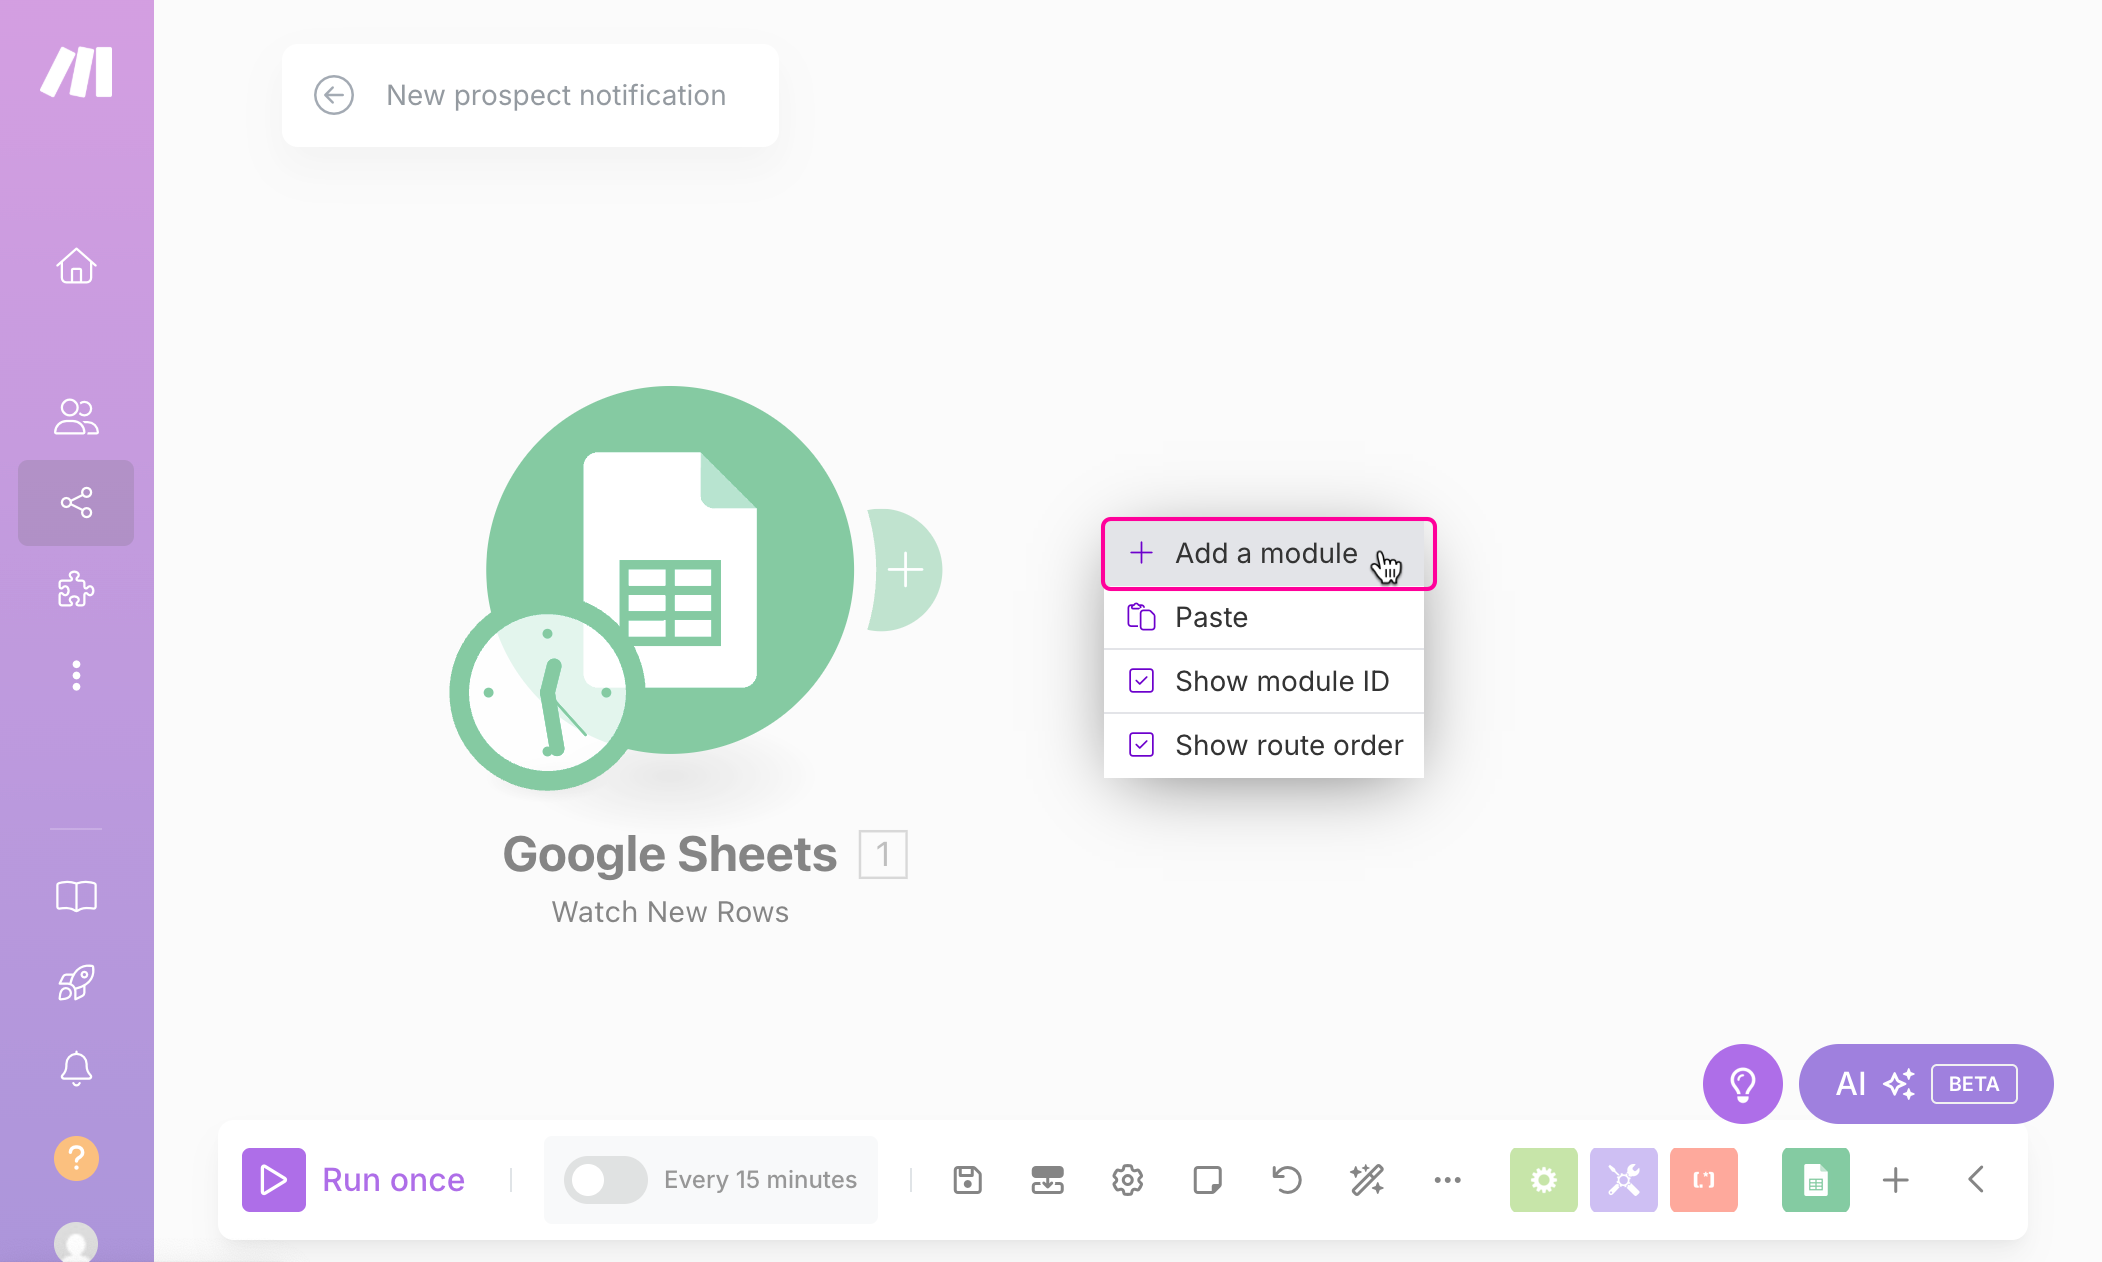 New prospect notification
Add a module
Paste
Show module ID
Show route order
Google Sheets 1
Watch New Rows
AI BETA
?
Run once
Every 15 minutes
[.*]